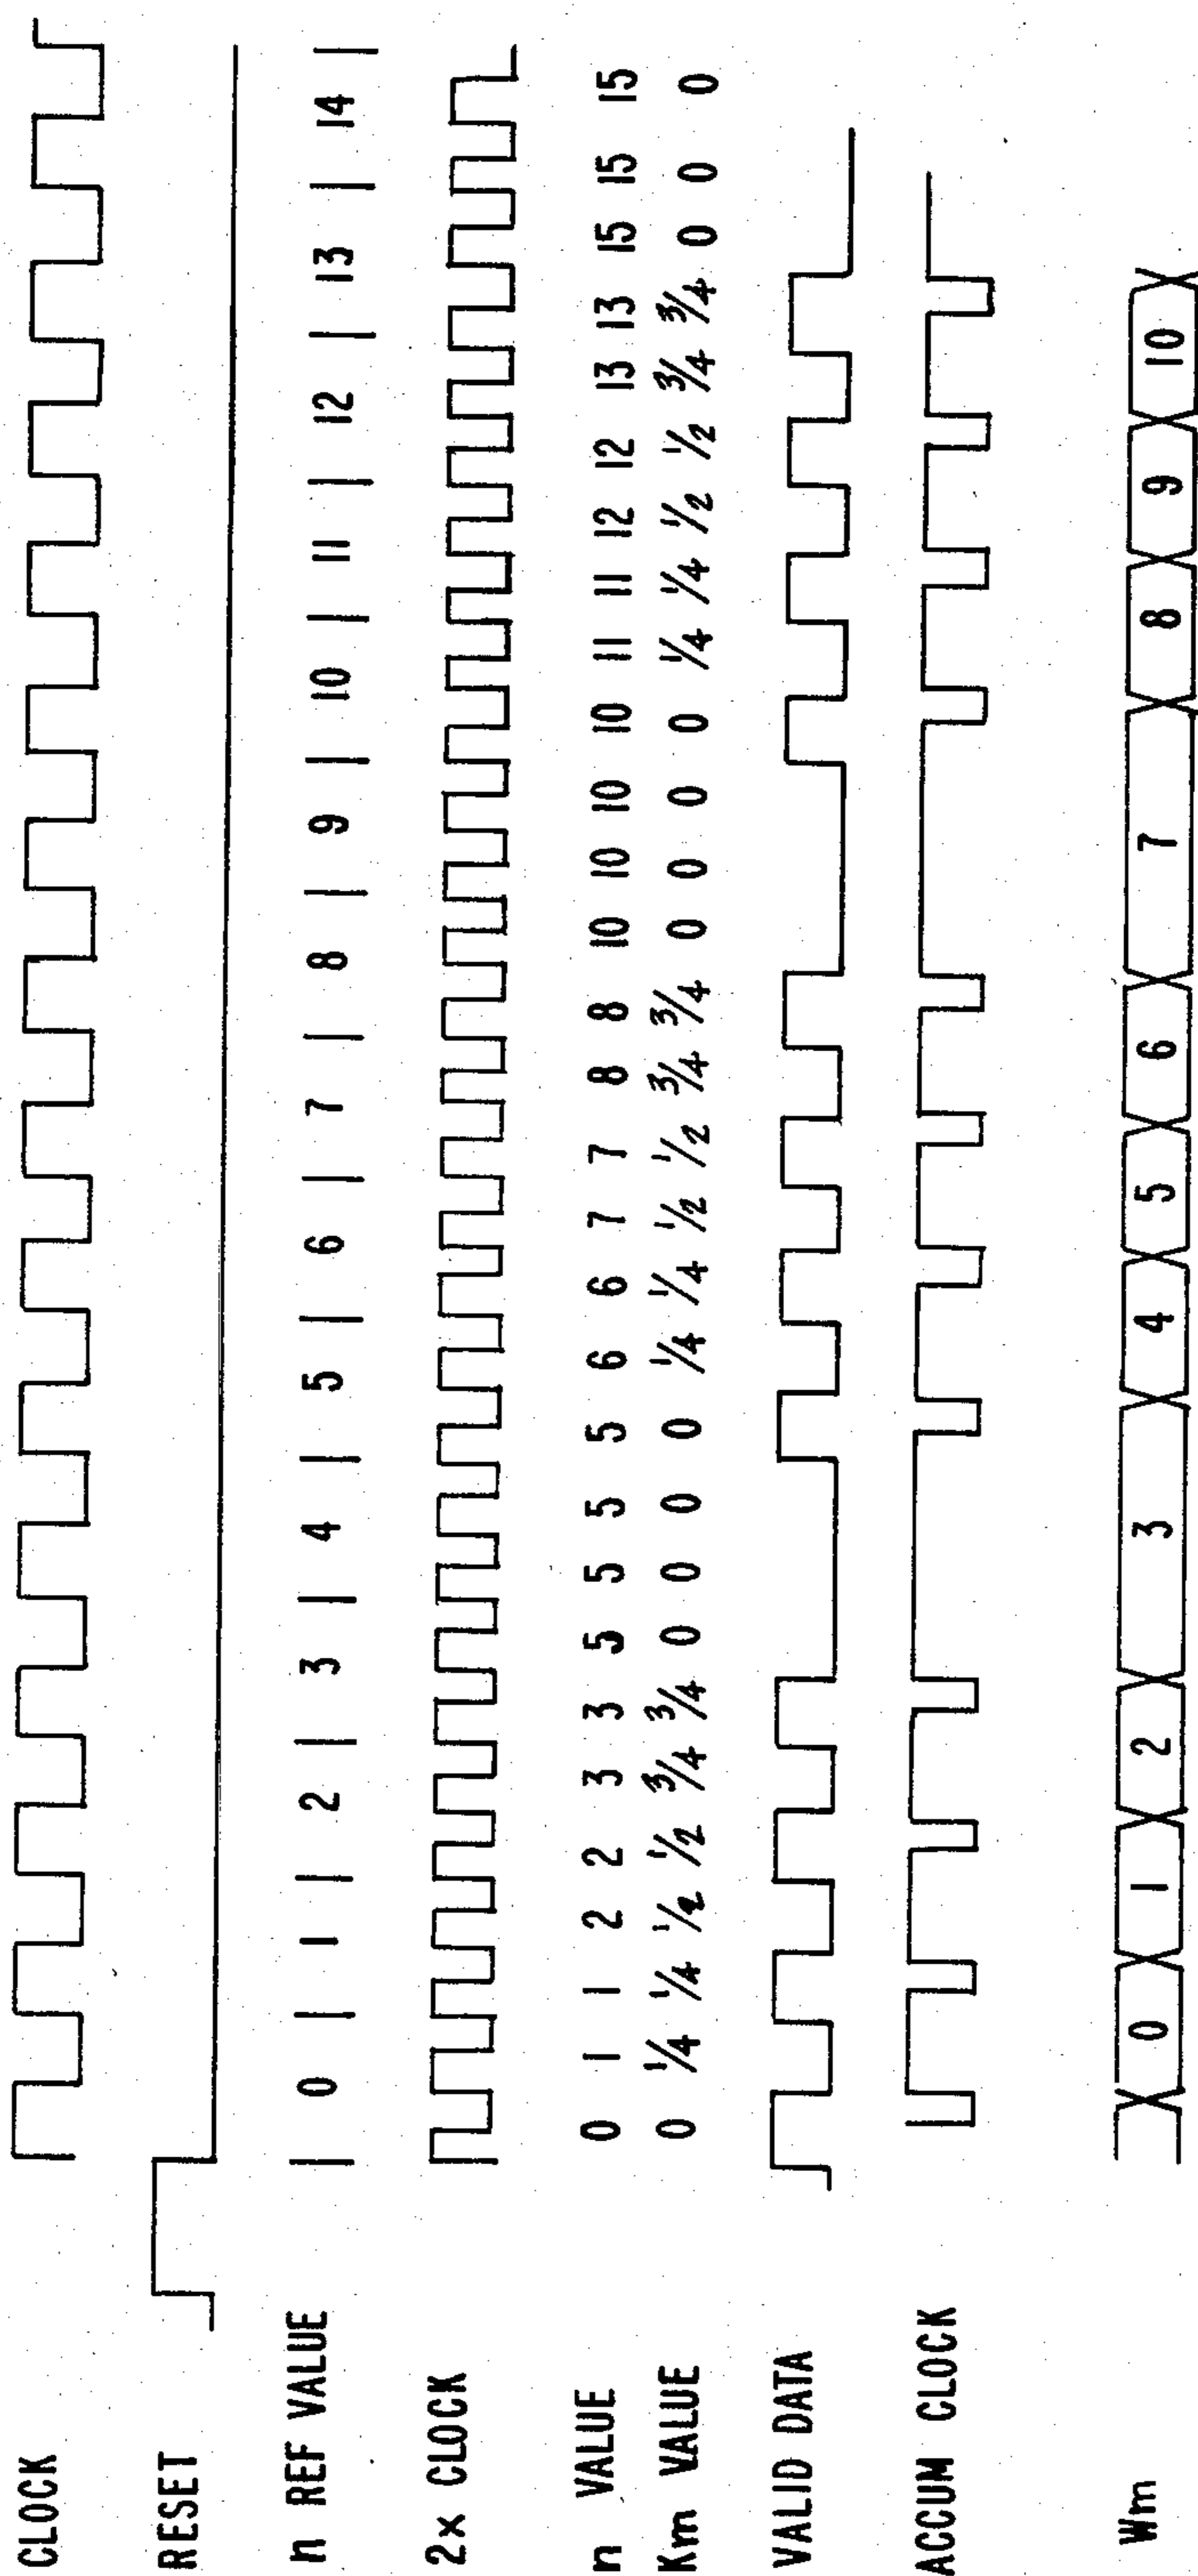 CLOCK
RESET
n REF VALUE | 0 | 1 | 2 | 3 | 4 | 5 | 6 | 7 | 8 | 9 | 10 | 11 | 12 | 13 | 14 |
2x CLOCK
n VALUE 0 1 1 2 2 3 3 5 5 5 5 6 6 7 7 8 8 10 10 10 10 11 11 12 12 13 13 15 15 15
Km VALUE 0 1/4 1/4 1/2 1/2 3/4 3/4 0 0 0 0 1/4 1/4 1/2 1/2 3/4 3/4 0 0 0 0 1/4 1/4 1/2 1/2 3/4 3/4 0 0 0
VALID DATA
ACCUM CLOCK
Wm 0 1 2 3 4 5 6 7 8 9 10